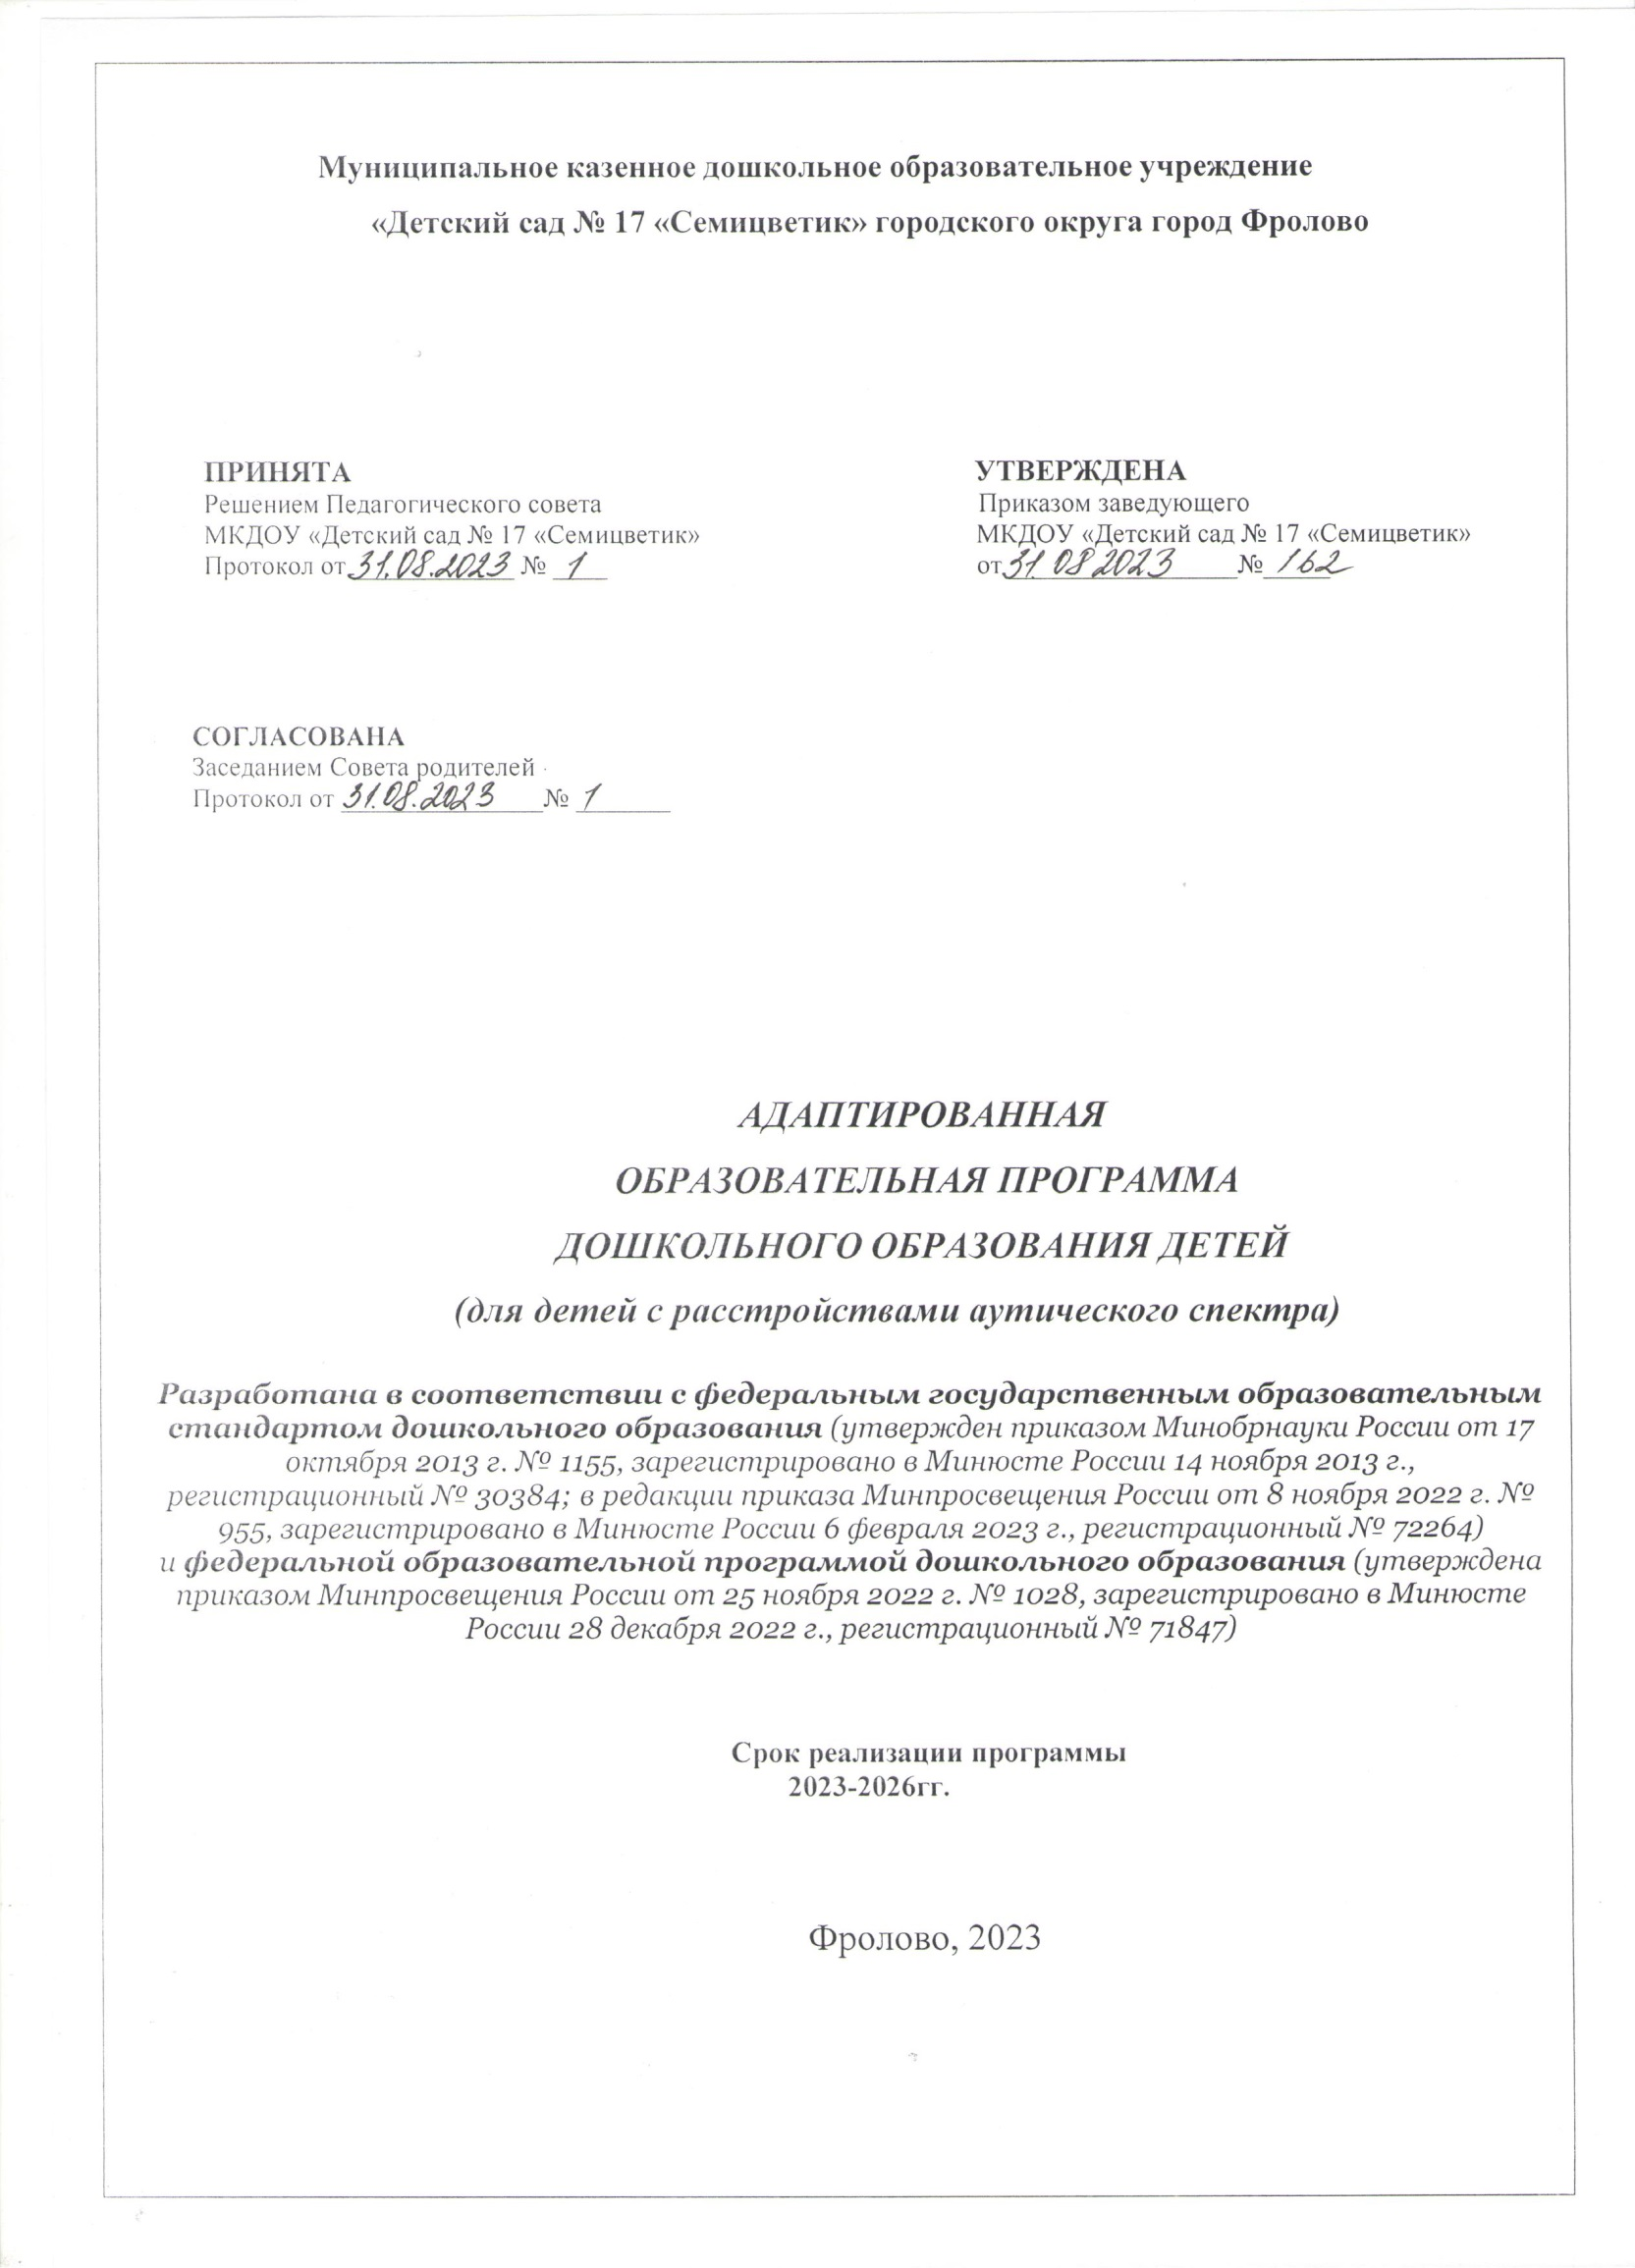 Муниципальное казенное дошкольное образовательное учреждение
«Детский сад № 17 «Семицветик» городского округа город Фролово
ПРИНЯТА
Решением Педагогического совета
МКДОУ «Детский сад № 17 «Семицветик»
Протокол от 31.08.2023 № 1
УТВЕРЖДЕНА
Приказом заведующего
МКДОУ «Детский сад № 17 «Семицветик»
от 31 08 2023 № 162
СОГЛАСОВАНА
Заседанием Совета родителей
Протокол от 31.08.2023 № 1
АДАПТИРОВАННАЯ
ОБРАЗОВАТЕЛЬНАЯ ПРОГРАММА
ДОШКОЛЬНОГО ОБРАЗОВАНИЯ ДЕТЕЙ
(для детей с расстройствами аутического спектра)
Разработана в соответствии с федеральным государственным образовательным
стандартом дошкольного образования (утвержден приказом Минобрнауки России от 17
октября 2013 г. № 1155, зарегистрировано в Минюсте России 14 ноября 2013 г.,
регистрационный № 30384; в редакции приказа Минпросвещения России от 8 ноября 2022 г. №
955, зарегистрировано в Минюсте России 6 февраля 2023 г., регистрационный № 72264)
и федеральной образовательной программой дошкольного образования (утверждена
приказом Минпросвещения России от 25 ноября 2022 г. № 1028, зарегистрировано в Минюсте
России 28 декабря 2022 г., регистрационный № 71847)
Срок реализации программы
2023-2026гг.
Фролово, 2023